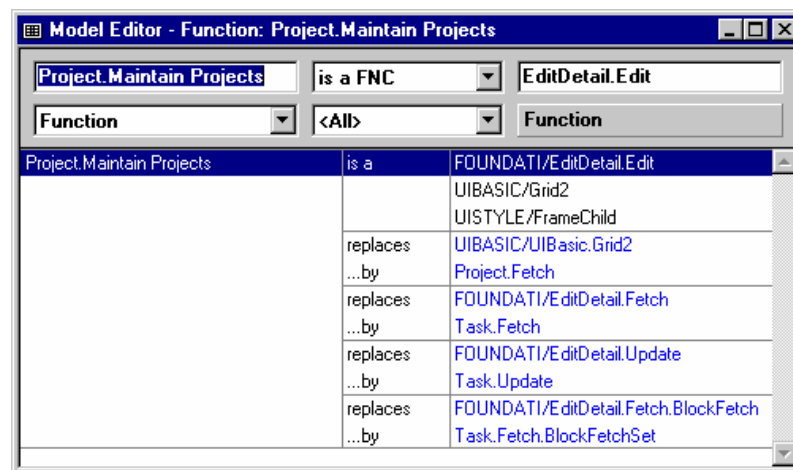 Model Editor - Function: Project.Maintain Projects
Project.Maintain Projects is a FNC EditDetail.Edit
Function <All> Function
Project.Maintain Projects is a FOUNDATI/EditDetail.Edit
UIBASIC/Grid2
UISTYLE/FrameChild
replaces UIBASIC/UIBasic.Grid2
...by Project.Fetch
replaces FOUNDATI/EditDetail.Fetch
...by Task.Fetch
replaces FOUNDATI/EditDetail.Update
...by Task.Update
replaces FOUNDATI/EditDetail.Fetch.BlockFetch
...by Task.Fetch.BlockFetchSet